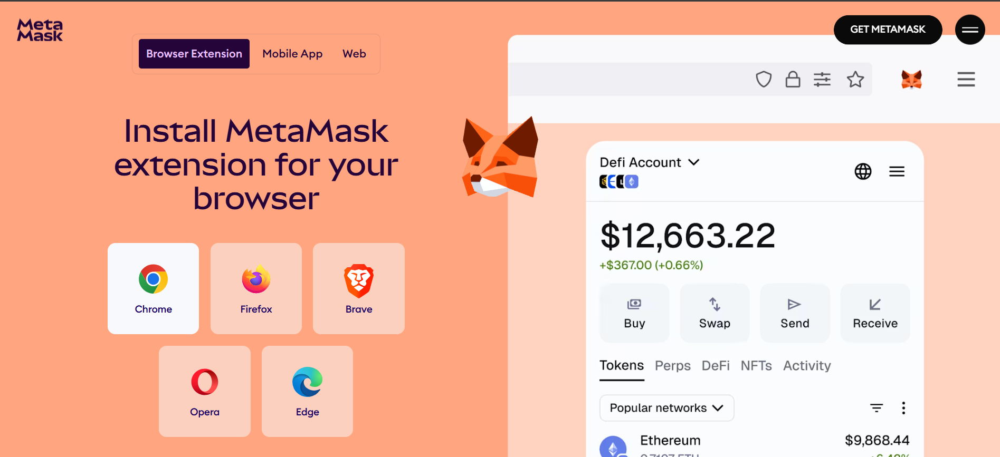 Meta
Mask
GET METAMASK
Browser Extension
Mobile App
Web
Install MetaMask
extension for your
browser
Chrome
Firefox
Brave
Opera
Edge
Defi Account
$12,663.22
+$367.00 (+0.66%)
Buy
Swap
Send
Receive
Tokens
Perps
DeFi
NFTs
Activity
Popular networks
Ethereum
$9,868.44